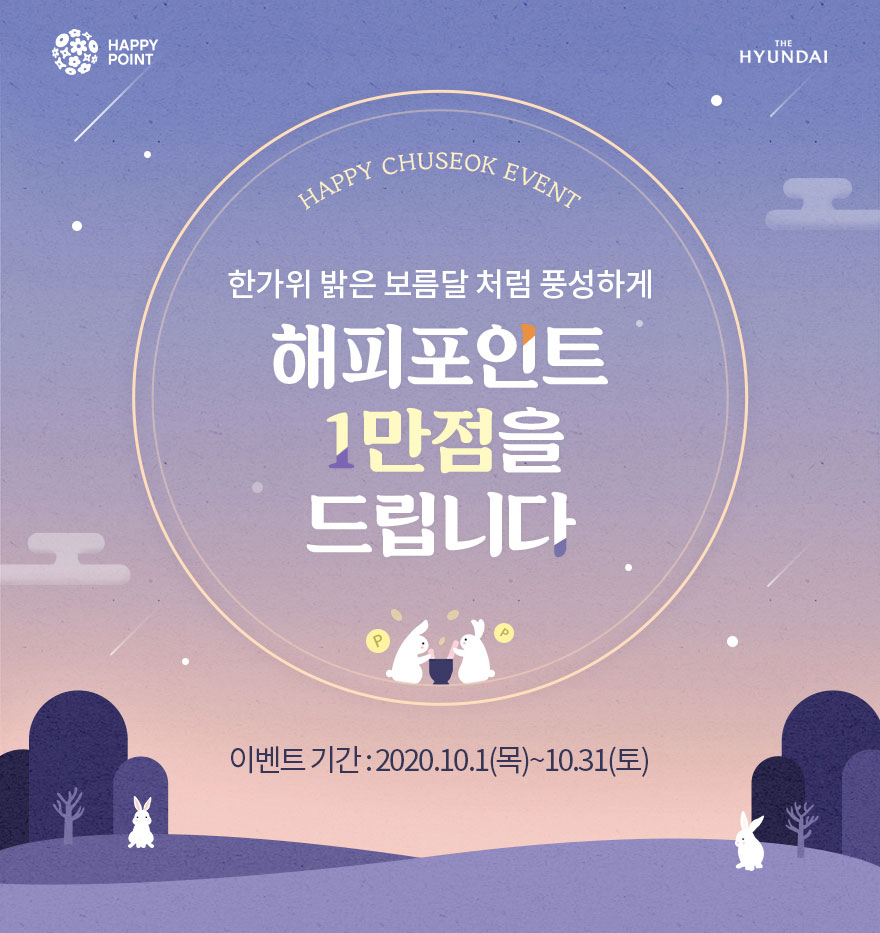 HAPPY
POINT
THE
HYUNDAI
HAPPY CHUSEOK EVENT
한가위 밝은 보름달 처럼 풍성하게
해피포인트
1만점을
드립니다
P
P
이벤트 기간 : 2020.10.1(목)~10.31(토)